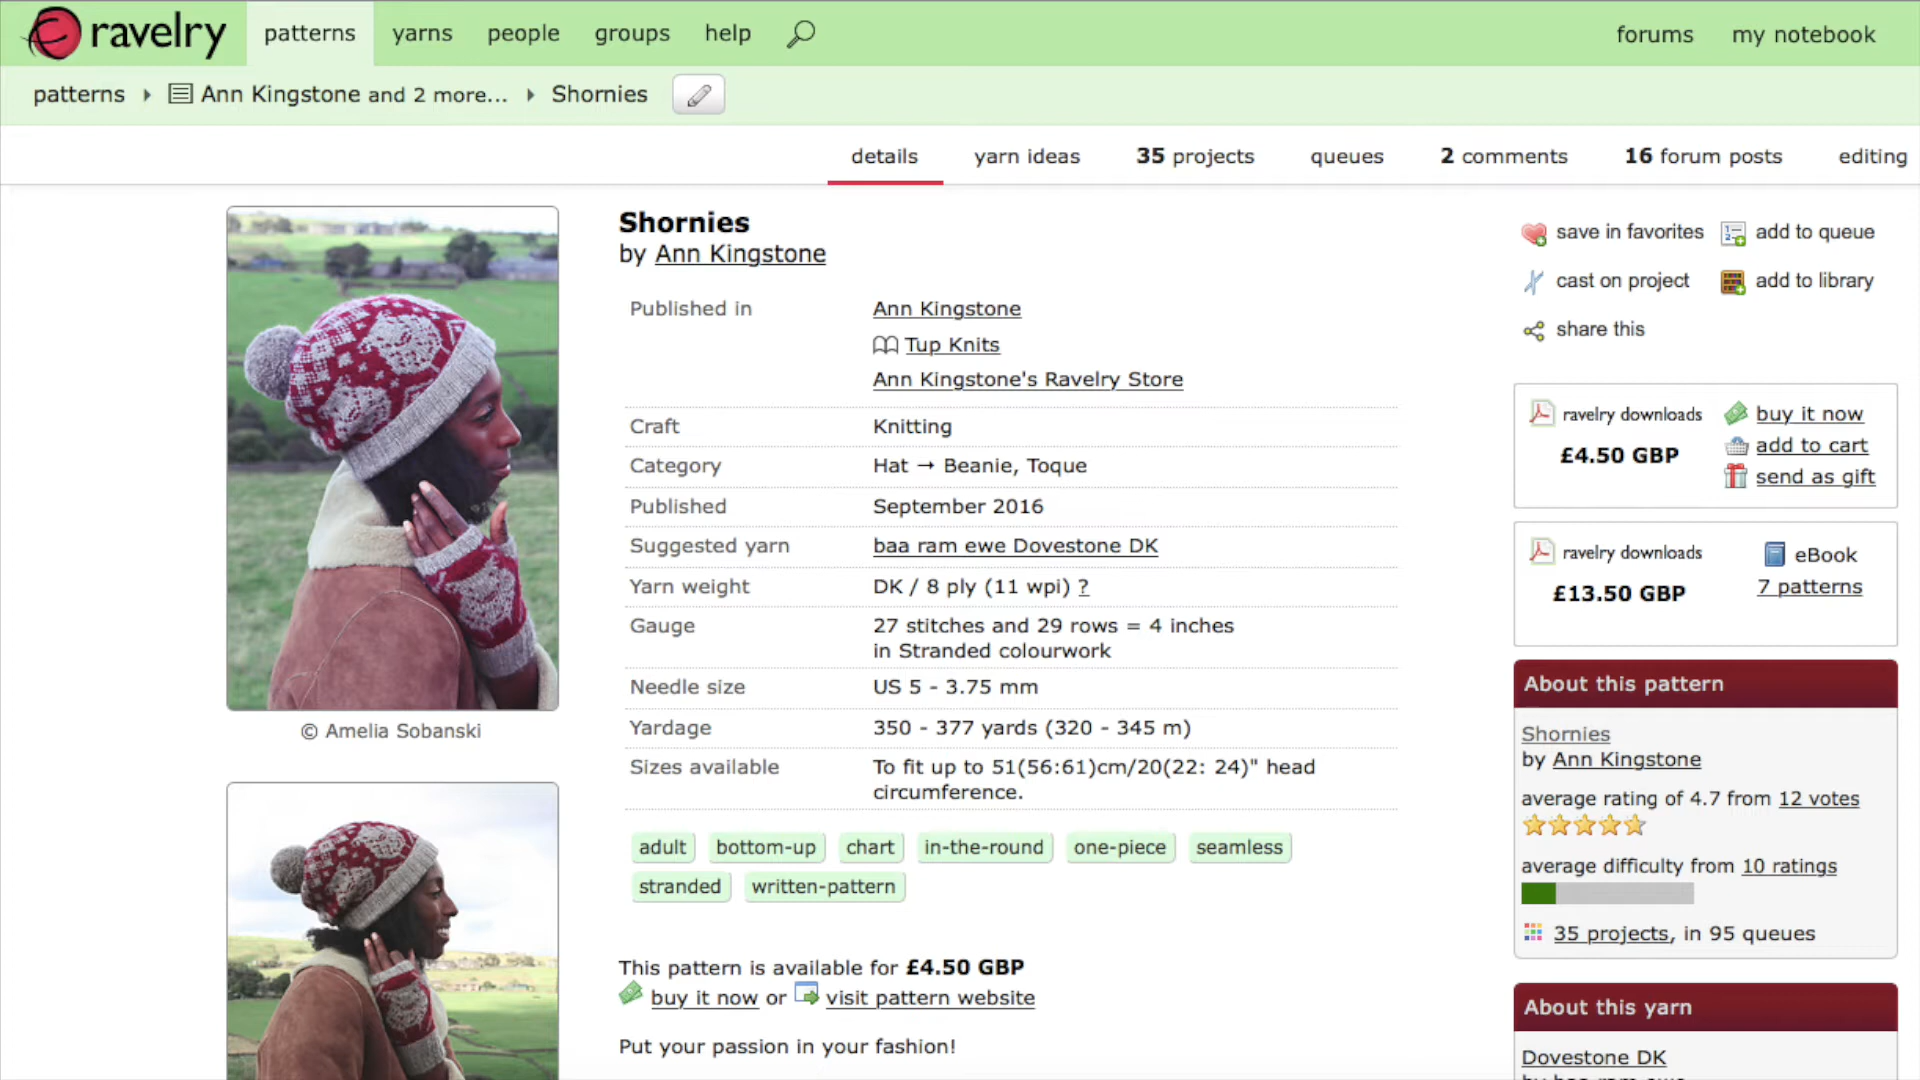 ravelry patterns yarns people groups help forums my notebook
patterns Ann Kingstone and 2 more... Shornies
details yarn ideas 35 projects queues 2 comments 16 forum posts editing
Shornies
by Ann Kingstone
Published in Ann Kingstone
Tup Knits
Ann Kingstone's Ravelry Store
Craft Knitting
Category Hat → Beanie, Toque
Published September 2016
Suggested yarn baa ram ewe Dovestone DK
Yarn weight DK / 8 ply (11 wpi) ?
Gauge 27 stitches and 29 rows = 4 inches
in Stranded colourwork
Needle size US 5 - 3.75 mm
Yardage 350 - 377 yards (320 - 345 m)
Sizes available To fit up to 51(56:61)cm/20(22: 24)" head
circumference.
adult bottom-up chart in-the-round one-piece seamless
stranded written-pattern
This pattern is available for £4.50 GBP
buy it now or visit pattern website
Put your passion in your fashion!
© Amelia Sobanski
save in favorites add to queue
cast on project add to library
share this
ravelry downloads buy it now
£4.50 GBP add to cart
send as gift
ravelry downloads eBook
£13.50 GBP 7 patterns
About this pattern
Shornies
by Ann Kingstone
average rating of 4.7 from 12 votes
average difficulty from 10 ratings
35 projects, in 95 queues
About this yarn
Dovestone DK